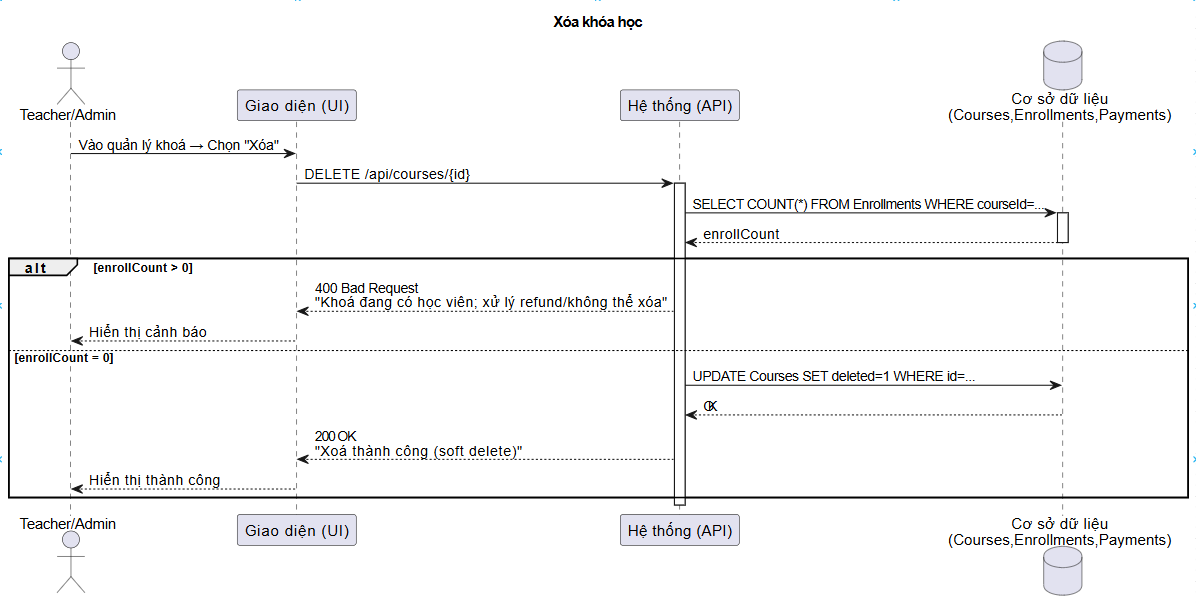 Xóa khóa học
Teacher/Admin
Giao diện (UI)
Hệ thống (API)
Cơ sở dữ liệu
(Courses,Enrollments,Payments)
Vào quản lý khoá → Chọn "Xóa"
DELETE /api/courses/{id}
SELECT COUNT(*) FROM Enrollments WHERE courseId=...
enrollCount
alt
[enrollCount > 0]
400 Bad Request
"Khoá đang có học viên; xử lý refund/không thể xóa"
Hiển thị cảnh báo
[enrollCount = 0]
UPDATE Courses SET deleted=1 WHERE id=...
OK
200 OK
"Xoá thành công (soft delete)"
Hiển thị thành công
Teacher/Admin
Giao diện (UI)
Hệ thống (API)
Cơ sở dữ liệu
(Courses,Enrollments,Payments)